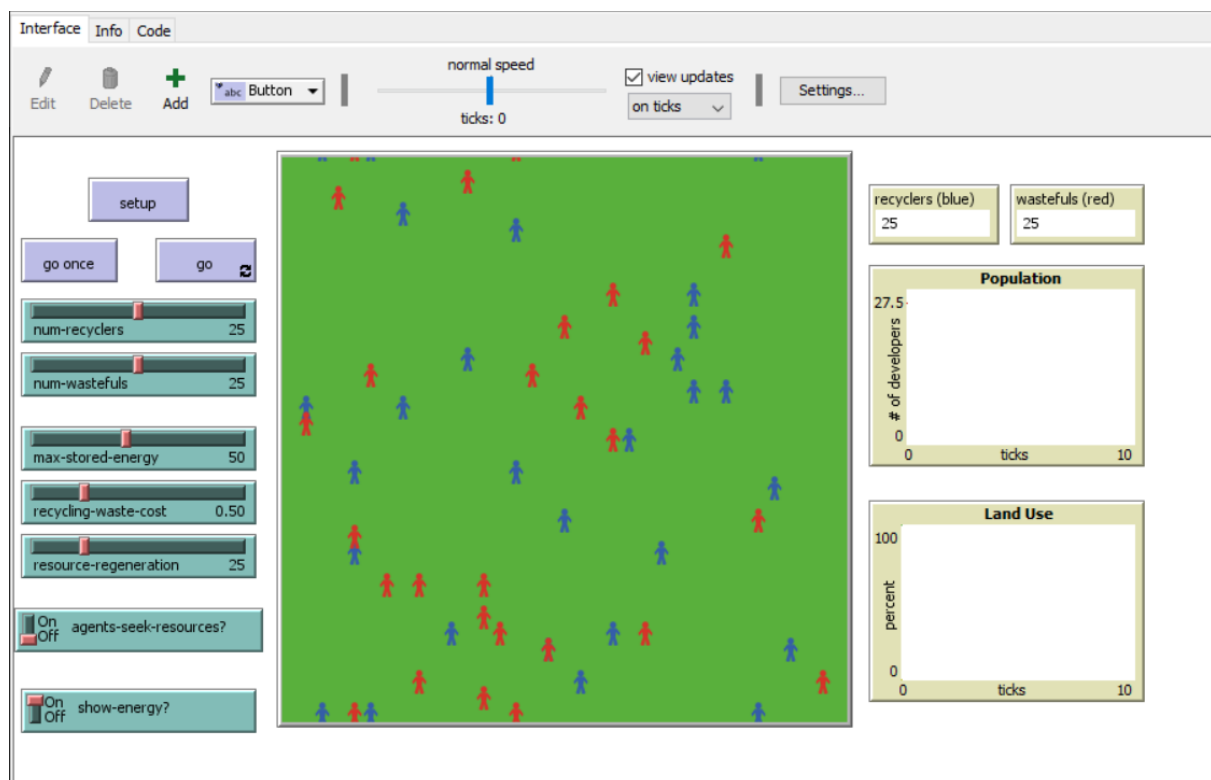 Interface Info Code
normal speed
view updates
Edit Delete Add abc Button Settings...
on ticks
ticks: 0
setup
recyclers (blue) wastefuls (red)
25 25
go once go
Population
27.5
num-recyclers 25
# of developers
num-wastefuls 25
0
0 ticks 10
max-stored-energy 50
recycling-waste-cost 0.50
Land Use
100
resource-regeneration 25
percent
On
Off agents-seek-resources?
0
0 ticks 10
On
Off show-energy?